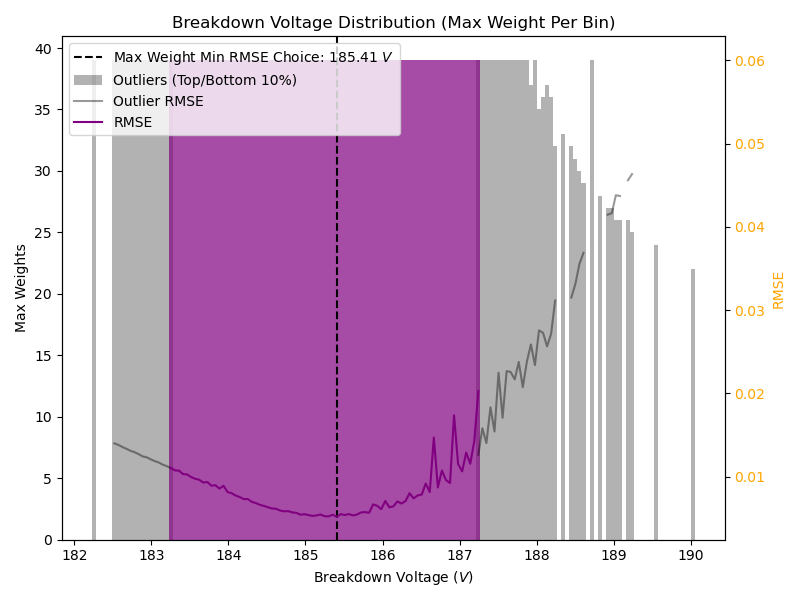 Breakdown Voltage Distribution (Max Weight Per Bin)
Max Weight Min RMSE Choice: 185.41 V
Outliers (Top/Bottom 10%)
Outlier RMSE
RMSE
Max Weights
40
35
30
25
20
15
10
5
0
RMSE
0.06
0.05
0.04
0.03
0.02
0.01
182 183 184 185 186 187 188 189 190
Breakdown Voltage (V)